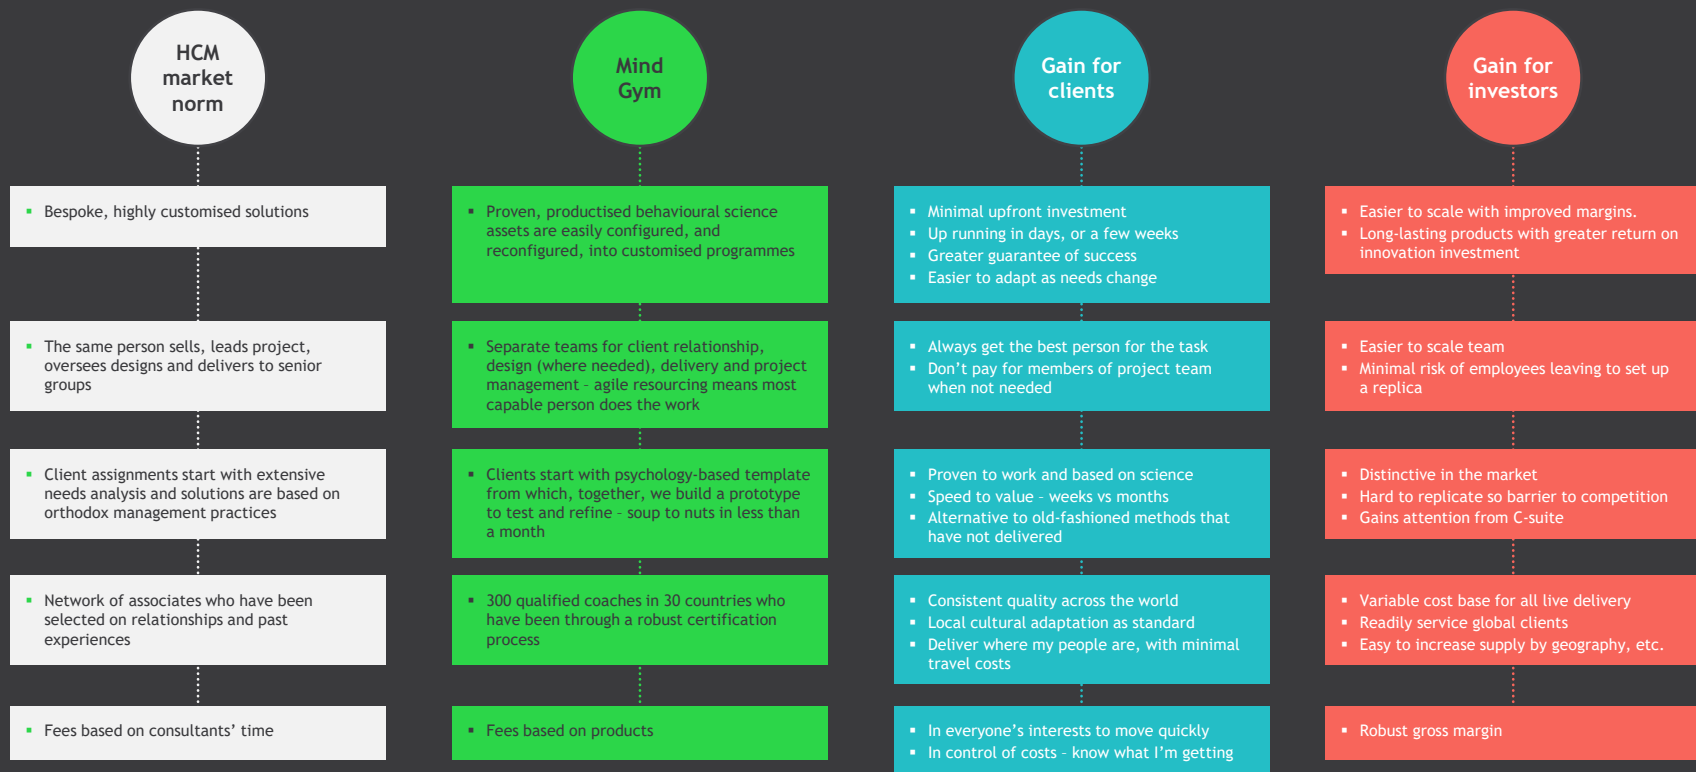 HCM
market
norm
Mind
Gym
Gain for
clients
Gain for
investors
▪ Bespoke, highly customised solutions
▪ Proven, productised behavioural science
assets are easily configured, and
reconfigured, into customised programmes
▪ Minimal upfront investment
▪ Up running in days, or a few weeks
▪ Greater guarantee of success
▪ Easier to adapt as needs change
▪ Easier to scale with improved margins.
▪ Long-lasting products with greater return on
innovation investment
▪ The same person sells, leads project,
oversees designs and delivers to senior
groups
▪ Separate teams for client relationship,
design (where needed), delivery and project
management – agile resourcing means most
capable person does the work
▪ Always get the best person for the task
▪ Don’t pay for members of project team
when not needed
▪ Easier to scale team
▪ Minimal risk of employees leaving to set up
a replica
▪ Client assignments start with extensive
needs analysis and solutions are based on
orthodox management practices
▪ Clients start with psychology-based template
from which, together, we build a prototype
to test and refine – soup to nuts in less than
a month
▪ Proven to work and based on science
▪ Speed to value – weeks vs months
▪ Alternative to old-fashioned methods that
have not delivered
▪ Distinctive in the market
▪ Hard to replicate so barrier to competition
▪ Gains attention from C-suite
▪ Network of associates who have been
selected on relationships and past
experiences
▪ 300 qualified coaches in 30 countries who
have been through a robust certification
process
▪ Consistent quality across the world
▪ Local cultural adaptation as standard
▪ Deliver where my people are, with minimal
travel costs
▪ Variable cost base for all live delivery
▪ Readily service global clients
▪ Easy to increase supply by geography, etc.
▪ Fees based on consultants’ time
▪ Fees based on products
▪ In everyone’s interests to move quickly
▪ In control of costs – know what I’m getting
▪ Robust gross margin